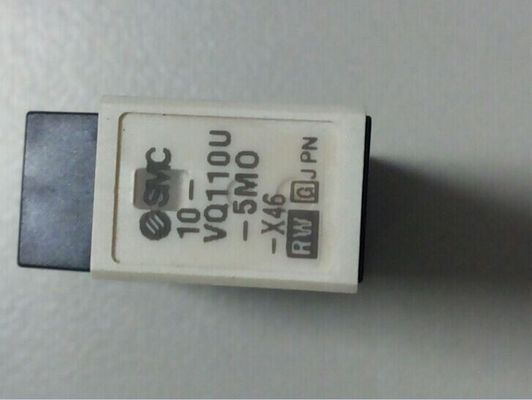 SMC
10-
VQ110U
-5MO
-X46
RW G JPN